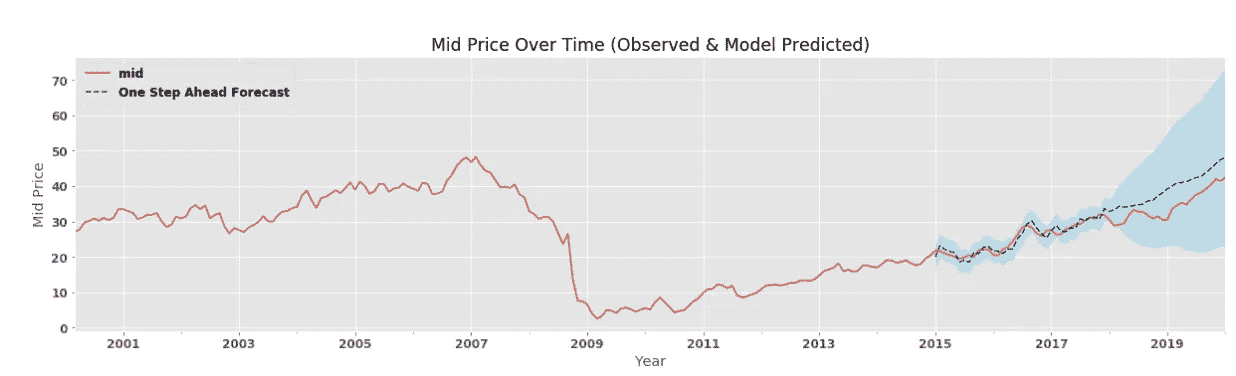 Mid Price Over Time (Observed & Model Predicted)
mid
One Step Ahead Forecast
70
60
50
40
30
20
10
0
Mid Price
2001 2003 2005 2007 2009 2011 2013 2015 2017 2019
Year